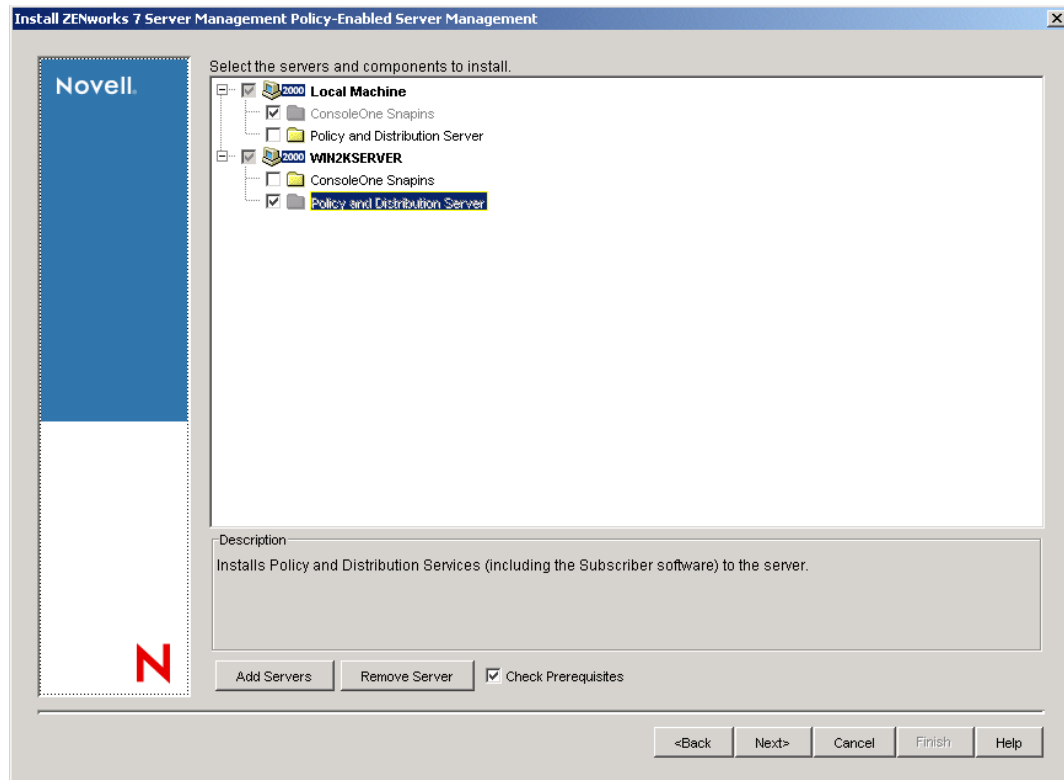 Install ZENworks 7 Server Management Policy-Enabled Server Management
Novell.
Select the servers and components to install.
2000 Local Machine
ConsoleOne Snapins
Policy and Distribution Server
2000 WIN2KSERVER
ConsoleOne Snapins
Policy and Distribution Server
Description
Installs Policy and Distribution Services (including the Subscriber software) to the server.
N
Add Servers Remove Server Check Prerequisites
<Back Next> Cancel Finish Help